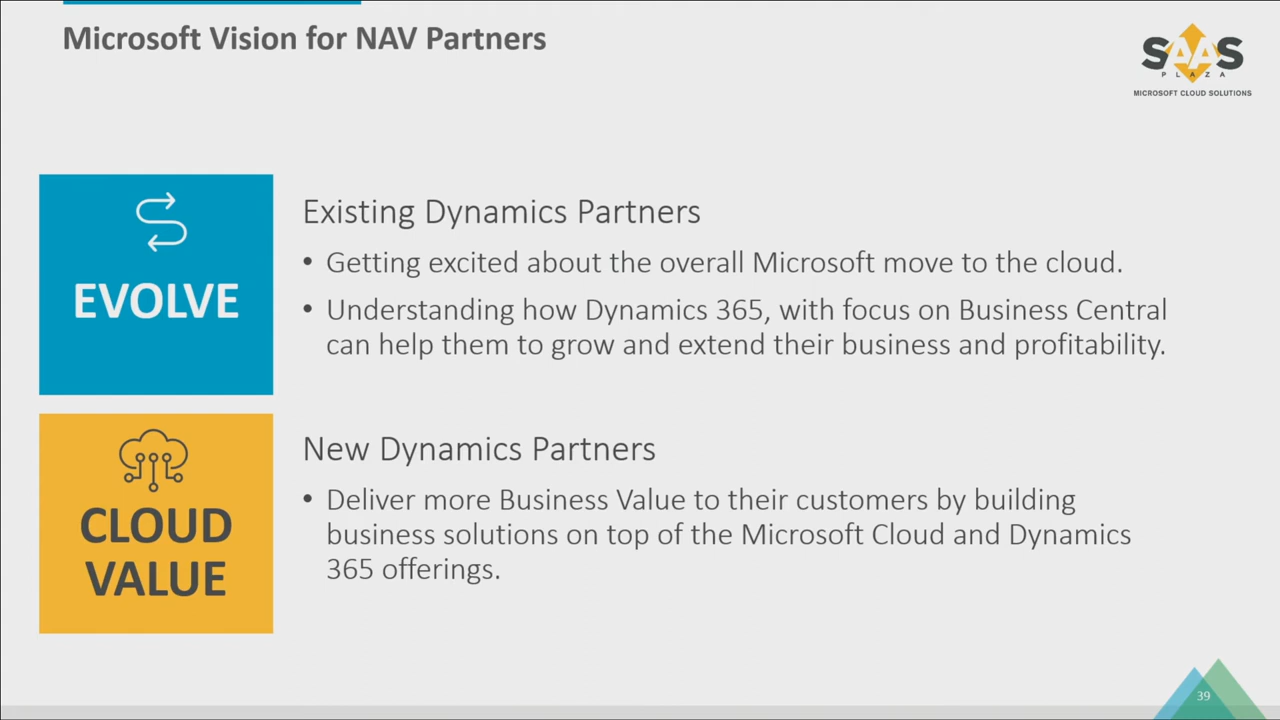 Microsoft Vision for NAV Partners
SAAS
PLAZA
MICROSOFT CLOUD SOLUTIONS
EVOLVE
Existing Dynamics Partners
• Getting excited about the overall Microsoft move to the cloud.
• Understanding how Dynamics 365, with focus on Business Central
can help them to grow and extend their business and profitability.
CLOUD
VALUE
New Dynamics Partners
• Deliver more Business Value to their customers by building
business solutions on top of the Microsoft Cloud and Dynamics
365 offerings.
39